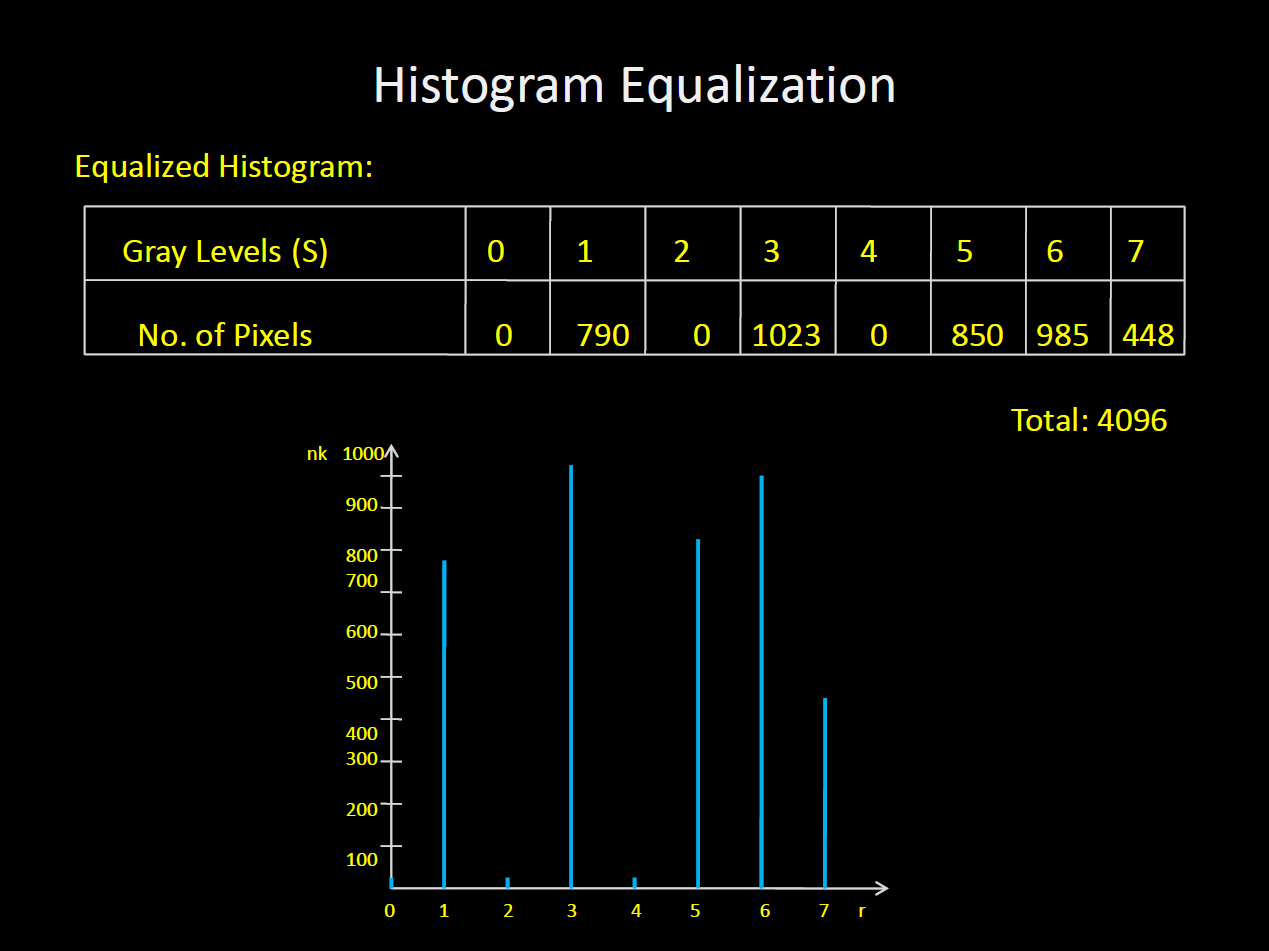 Histogram Equalization
Equalized Histogram:
Gray Levels (S) 0 1 2 3 4 5 6 7
No. of Pixels 0 790 0 1023 0 850 985 448
Total: 4096
nk 1000
900
800
700
600
500
400
300
200
100
0 1 2 3 4 5 6 7 r